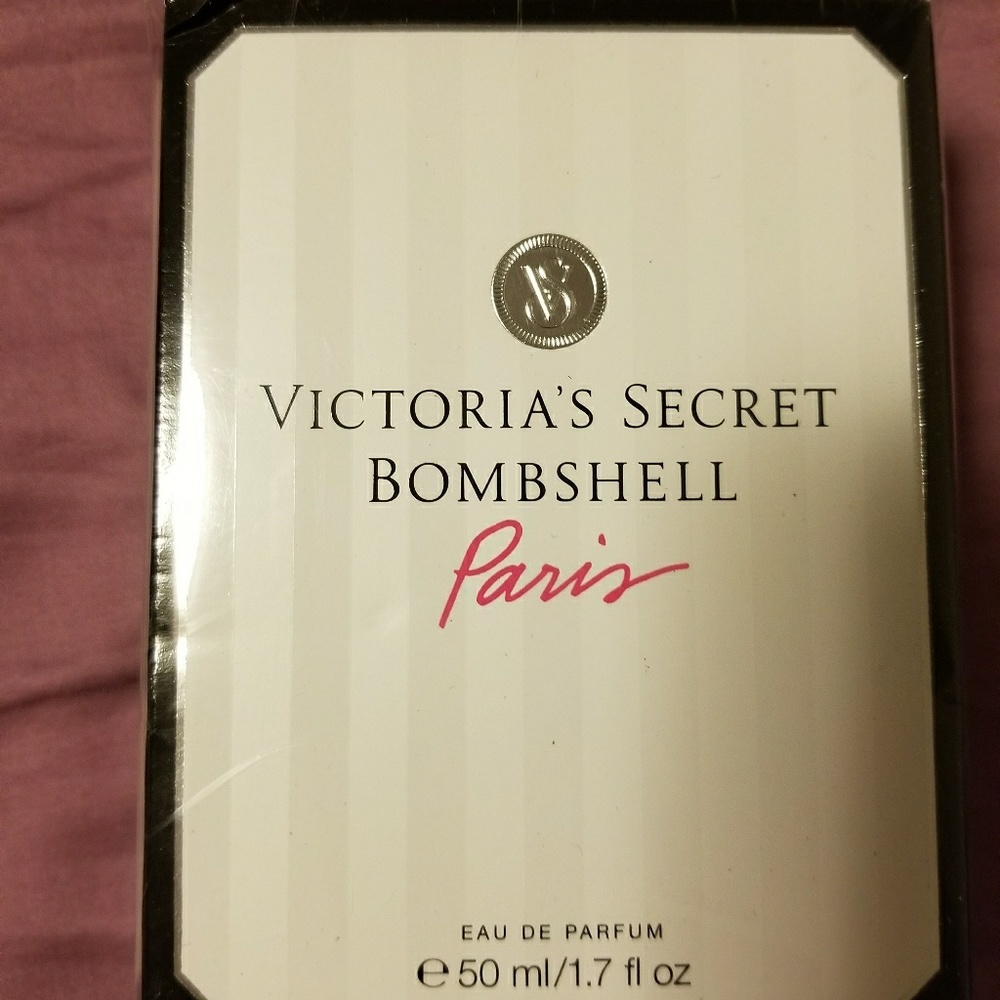 VS
VICTORIA'S SECRET
BOMBSHELL
Paris
EAU DE PARFUM
℮ 50 ml/1.7 fl oz